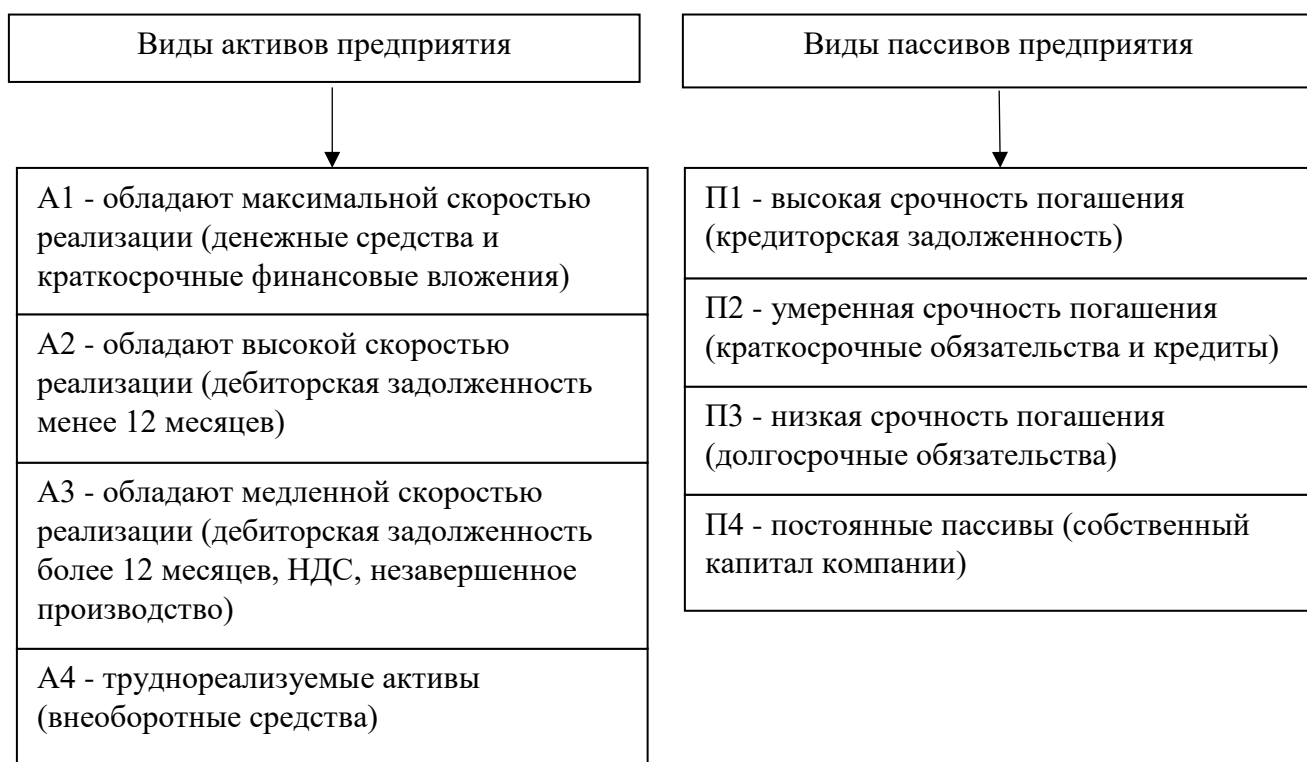 Виды активов предприятия
А1 - обладают максимальной скоростью
реализации (денежные средства и
краткосрочные финансовые вложения)
А2 - обладают высокой скоростью
реализации (дебиторская задолженность
менее 12 месяцев)
А3 - обладают медленной скоростью
реализации (дебиторская задолженность
более 12 месяцев, НДС, незавершенное
производство)
А4 - труднореализуемые активы
(внеоборотные средства)
Виды пассивов предприятия
П1 - высокая срочность погашения
(кредиторская задолженность)
П2 - умеренная срочность погашения
(краткосрочные обязательства и кредиты)
П3 - низкая срочность погашения
(долгосрочные обязательства)
П4 - постоянные пассивы (собственный
капитал компании)